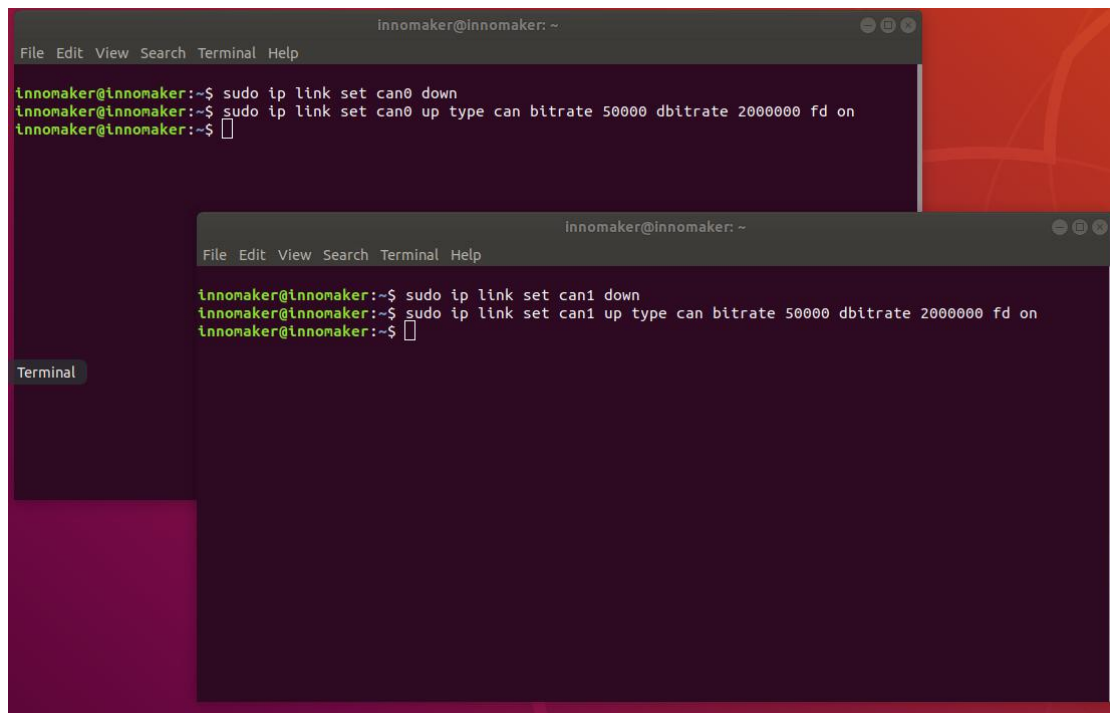 innomaker@innomaker: ~
File Edit View Search Terminal Help
innomaker@innomaker:~$ sudo ip link set can0 down
innomaker@innomaker:~$ sudo ip link set can0 up type can bitrate 50000 dbitrate 2000000 fd on
innomaker@innomaker:~$
innomaker@innomaker: ~
File Edit View Search Terminal Help
innomaker@innomaker:~$ sudo ip link set can1 down
innomaker@innomaker:~$ sudo ip link set can1 up type can bitrate 50000 dbitrate 2000000 fd on
innomaker@innomaker:~$
Terminal